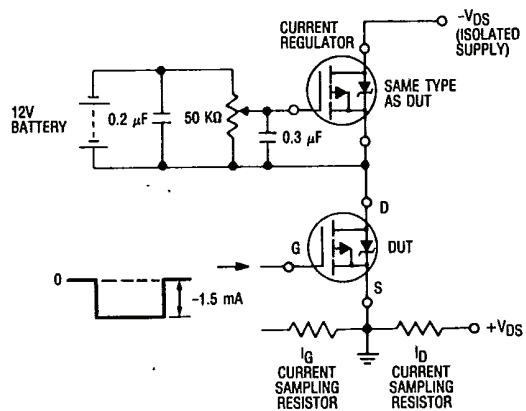 CURRENT
REGULATOR
-VDS
(ISOLATED
SUPPLY)
SAME TYPE
AS DUT
12V
BATTERY
0.2 µF
50 KΩ
0.3 µF
D
G
DUT
S
0
-1.5 mA
+VDS
IG
CURRENT
SAMPLING
RESISTOR
ID
CURRENT
SAMPLING
RESISTOR